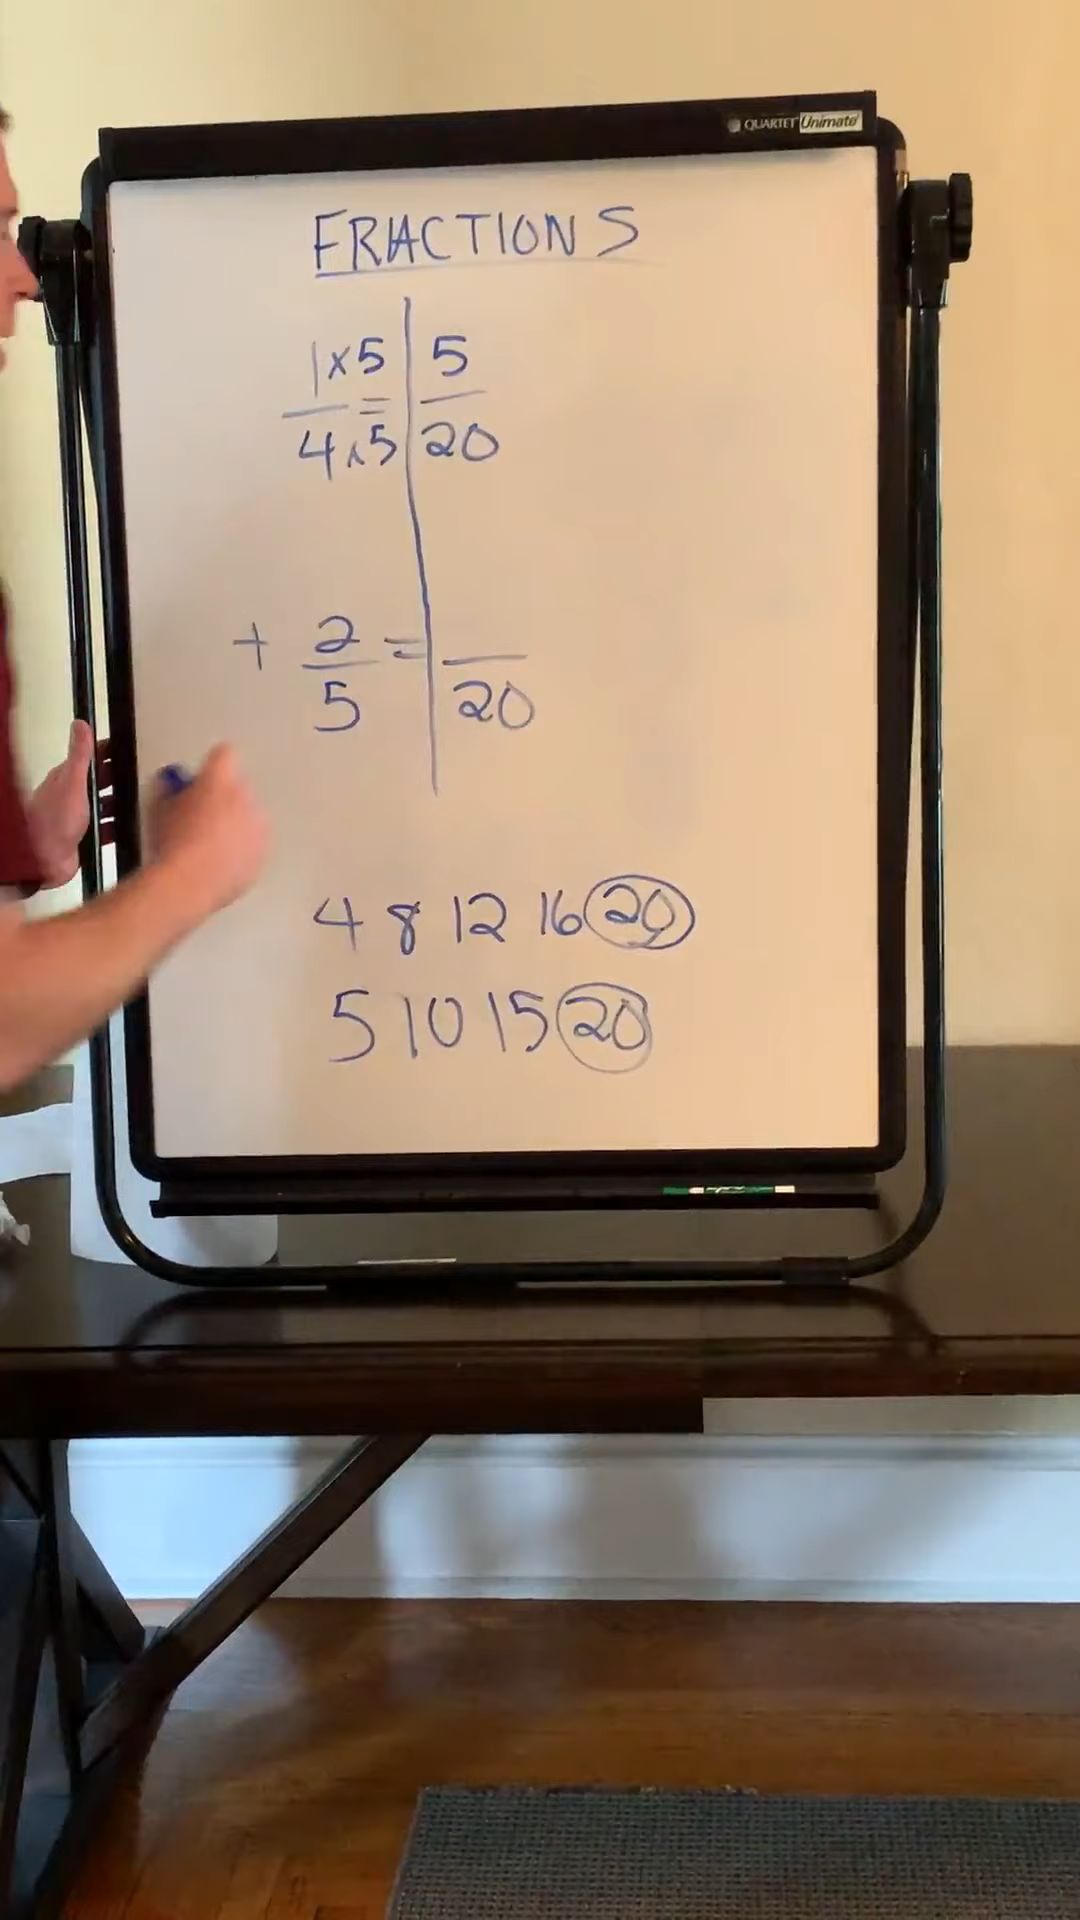 QUARTET Unimate
FRACTIONS
1x5 | 5
4x5 = | 20
+ 2
5 = | 20
4 8 12 16 20
5 10 15 20